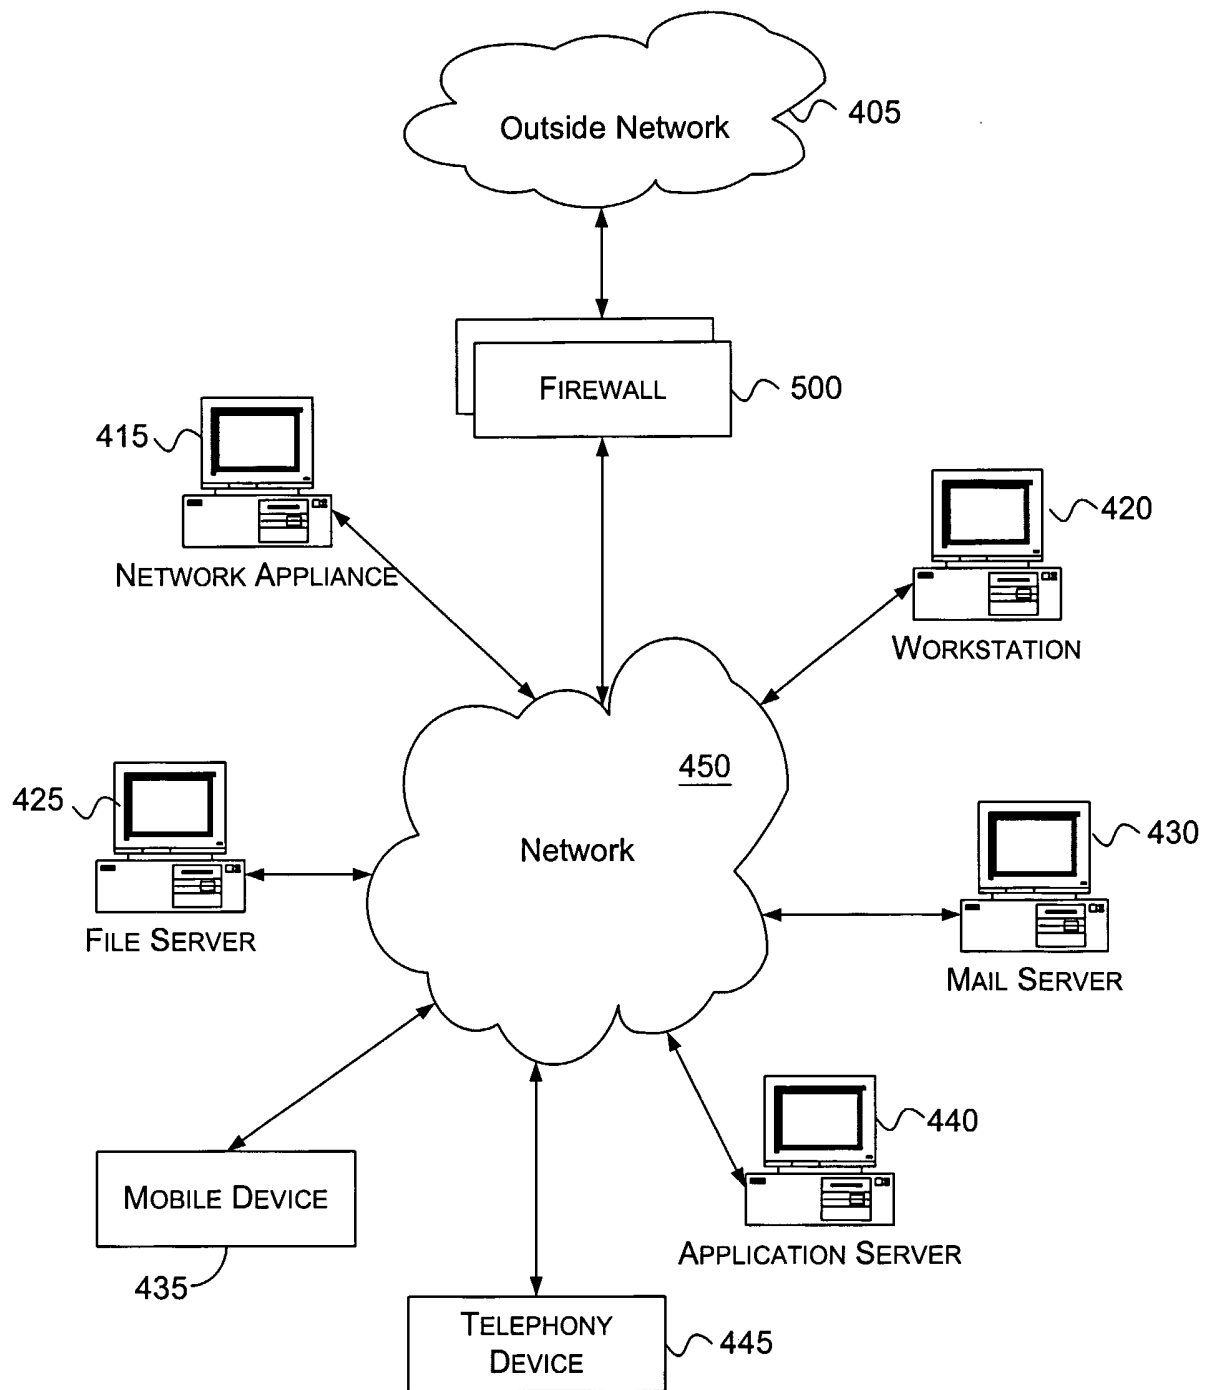 Outside Network
405
FIREWALL
500
415
NETWORK APPLIANCE
420
WORKSTATION
450
425
Network
430
FILE SERVER
MAIL SERVER
440
MOBILE DEVICE
APPLICATION SERVER
435
TELEPHONY
DEVICE
445